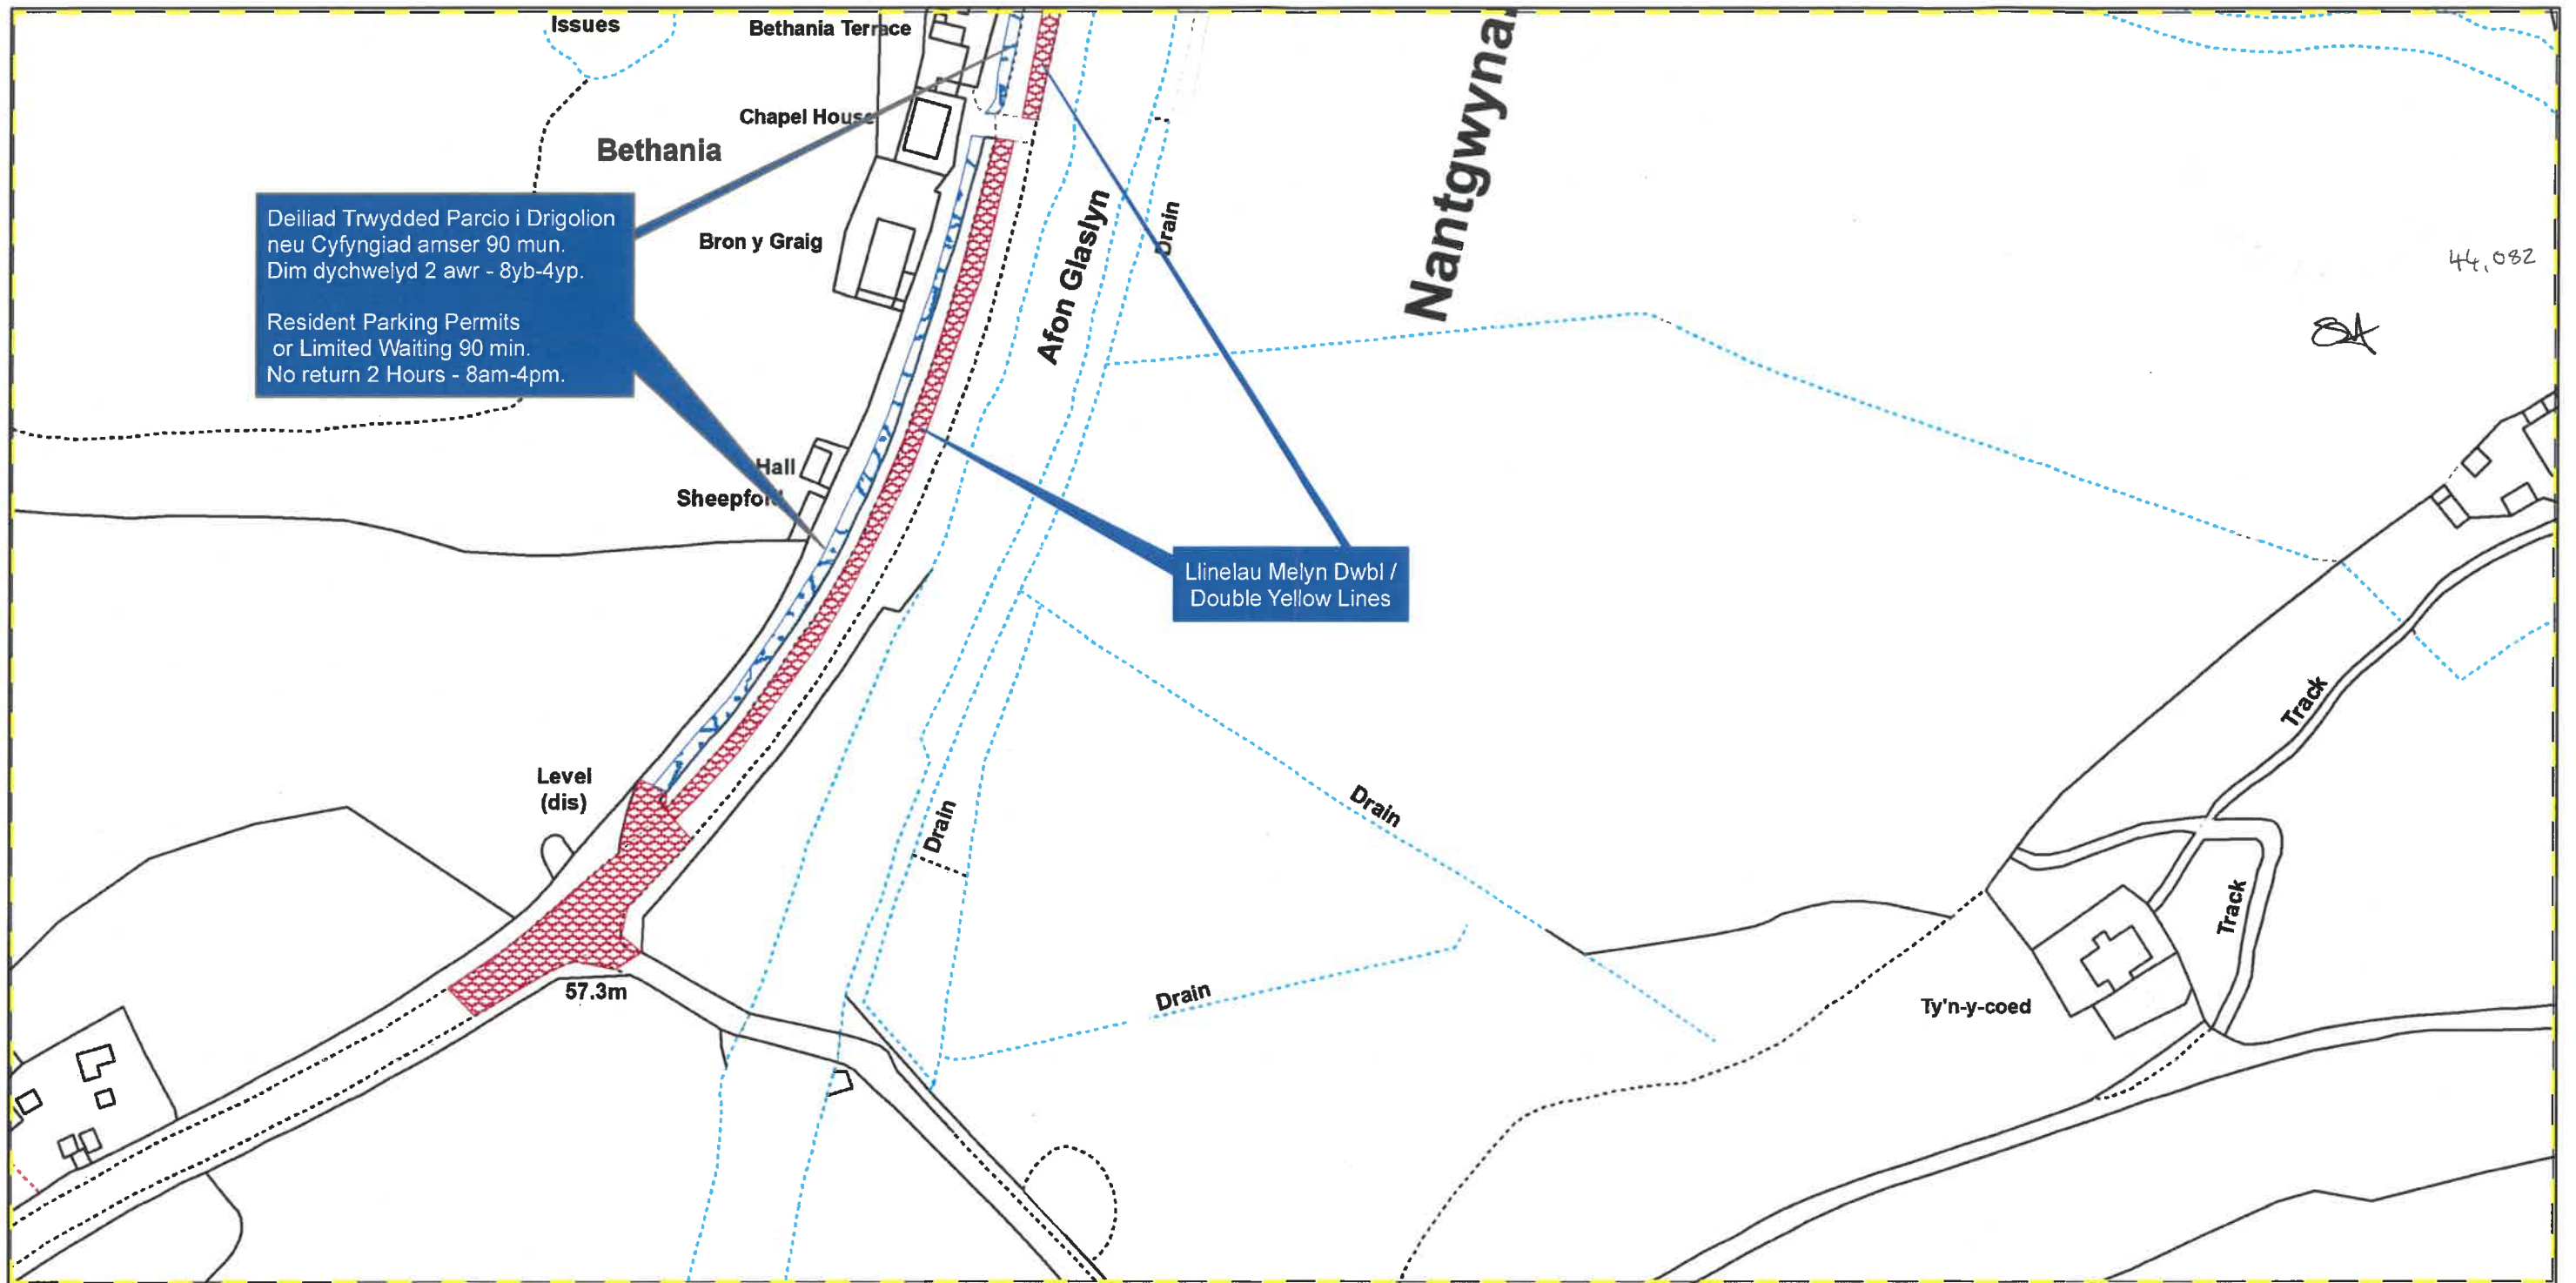 Issues
Bethania Terrace
Chapel House
Bethania
Nantgwyna
Deiliad Trwydded Parcio i Drigolion
neu Cyfyngiad amser 90 mun.
Dim dychwelyd 2 awr - 8yb-4yp.
Resident Parking Permits
or Limited Waiting 90 min.
No return 2 Hours - 8am-4pm.
Bron y Graig
Afon Glaslyn
Drain
44,082
Hall
Sheepfold
Llinelau Melyn Dwbl /
Double Yellow Lines
Level
(dis)
Drain
Drain
Track
Track
57.3m
Drain
Ty'n-y-coed